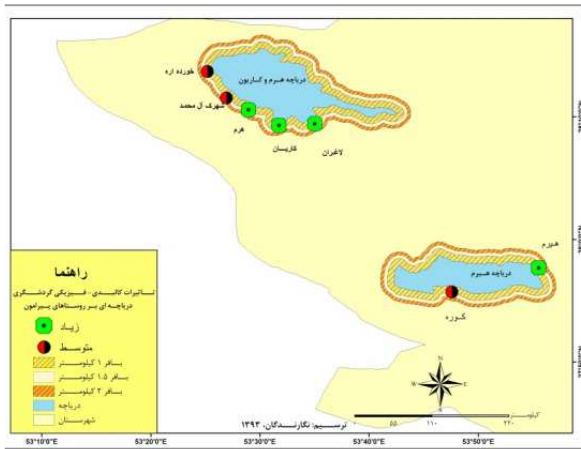 خورده اره
دریاچه هرم و کاریون
شهرک آل محمد
هرم
کاریان
لاغران
هیرم
دریاچه هیرم
کوره
راهنما
تاثیرات کالبدی - فیزیکی گردشگری
دریاچه ای بر روستاهای پیرامون
زیاد
متوسط
بافر ۱ کیلومتر
بافر ۱.۵ کیلومتر
بافر ۲ کیلومتر
دریاچه
شهرستان
ترسیم: نگارندگان، ۱۳۹۳
N
W
E
S
کیلومتر
۰ ۵۵ ۱۱۰ ۲۲۰
53°10'0"E 53°20'0"E 53°30'0"E 53°40'0"E 53°50'0"E